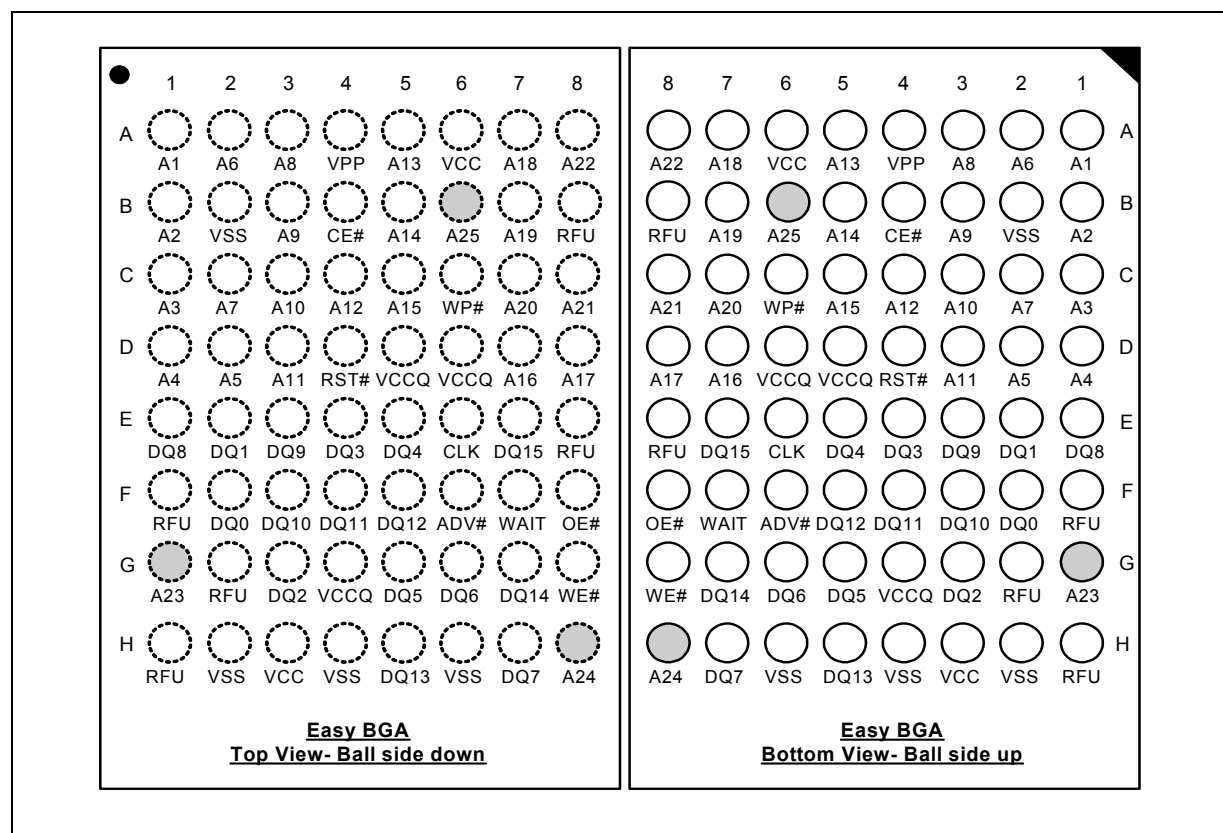 1 2 3 4 5 6 7 8
A
A1 A6 A8 VPP A13 VCC A18 A22
B
A2 VSS A9 CE# A14 A25 A19 RFU
C
A3 A7 A10 A12 A15 WP# A20 A21
D
A4 A5 A11 RST# VCCQ VCCQ A16 A17
E
DQ8 DQ1 DQ9 DQ3 DQ4 CLK DQ15 RFU
F
RFU DQ0 DQ10 DQ11 DQ12 ADV# WAIT OE#
G
A23 RFU DQ2 VCCQ DQ5 DQ6 DQ14 WE#
H
RFU VSS VCC VSS DQ13 VSS DQ7 A24
Easy BGA
Top View- Ball side down
8 7 6 5 4 3 2 1
A
A22 A18 VCC A13 VPP A8 A6 A1
B
RFU A19 A25 A14 CE# A9 VSS A2
C
A21 A20 WP# A15 A12 A10 A7 A3
D
A17 A16 VCCQ VCCQ RST# A11 A5 A4
E
RFU DQ15 CLK DQ4 DQ3 DQ9 DQ1 DQ8
F
OE# WAIT ADV# DQ12 DQ11 DQ10 DQ0 RFU
G
WE# DQ14 DQ6 DQ5 VCCQ DQ2 RFU A23
H
A24 DQ7 VSS DQ13 VSS VCC VSS RFU
Easy BGA
Bottom View- Ball side up